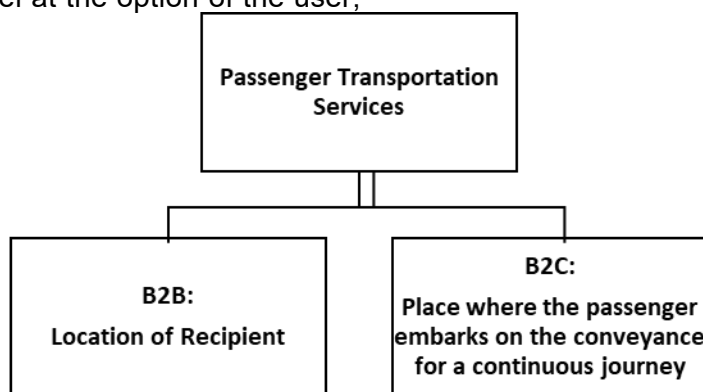 at the option of the user;
Passenger Transportation
Services
B2B:
Location of Recipient
B2C:
Place where the passenger
embarks on the conveyance
for a continuous journey